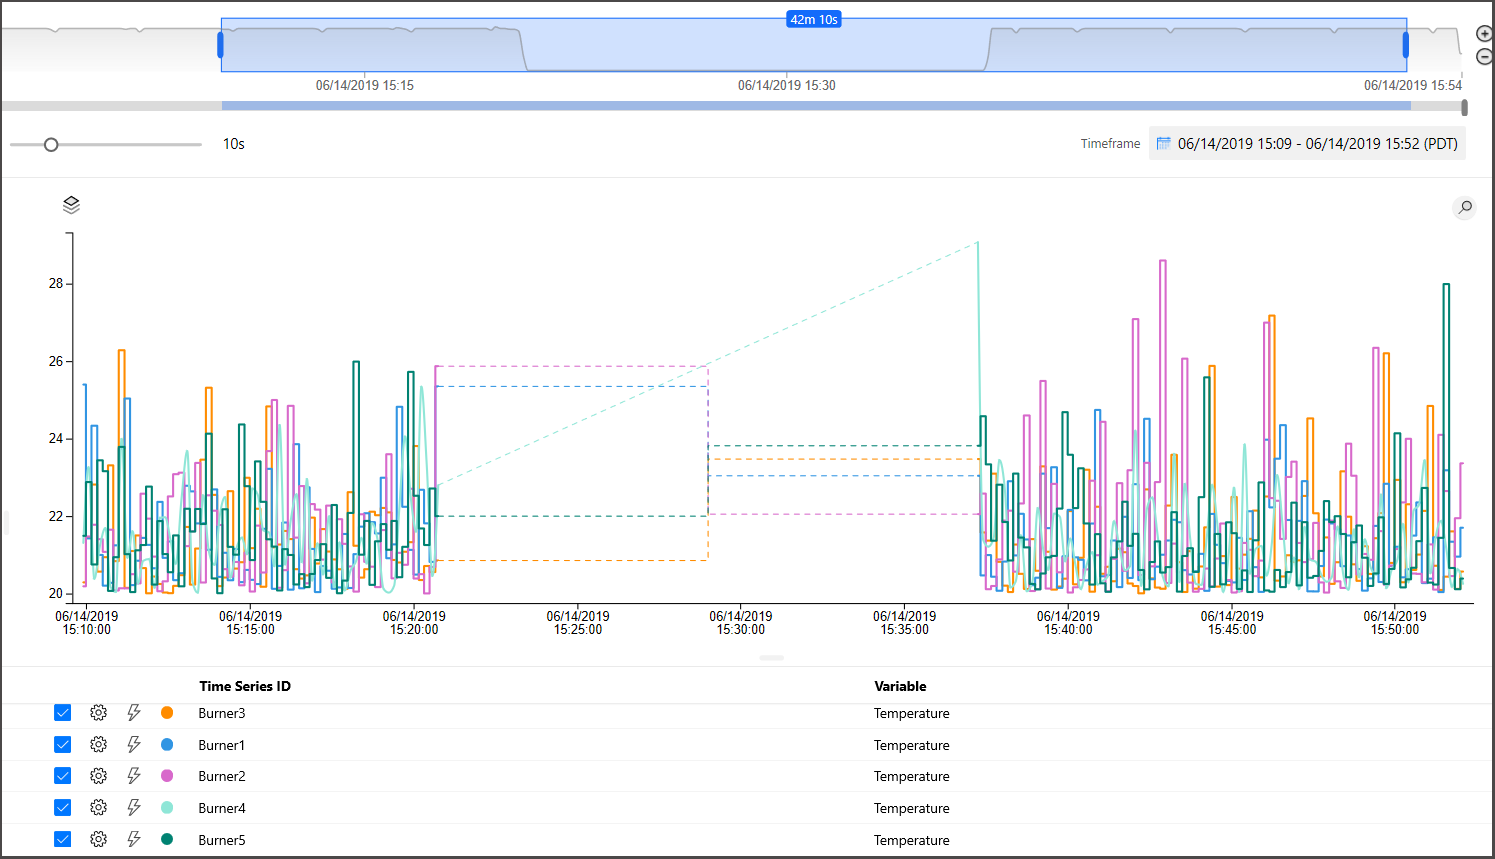 42m 10s
06/14/2019 15:15
06/14/2019 15:30
06/14/2019 15:54
10s
Timeframe
06/14/2019 15:09 - 06/14/2019 15:52 (PDT)
28
26
24
22
20
06/14/2019
15:10:00
06/14/2019
15:15:00
06/14/2019
15:20:00
06/14/2019
15:25:00
06/14/2019
15:30:00
06/14/2019
15:35:00
06/14/2019
15:40:00
06/14/2019
15:45:00
06/14/2019
15:50:00
Time Series ID Variable
Burner3 Temperature
Burner1 Temperature
Burner2 Temperature
Burner4 Temperature
Burner5 Temperature